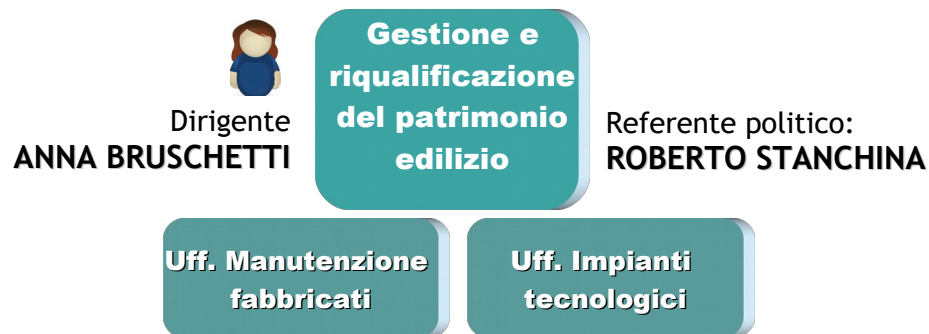 Gestione e
riqualificazione
del patrimonio
edilizio
Dirigente
ANNA BRUSCHETTI
Referente politico:
ROBERTO STANCHINA
Uff. Manutenzione
fabbricati
Uff. Impianti
tecnologici